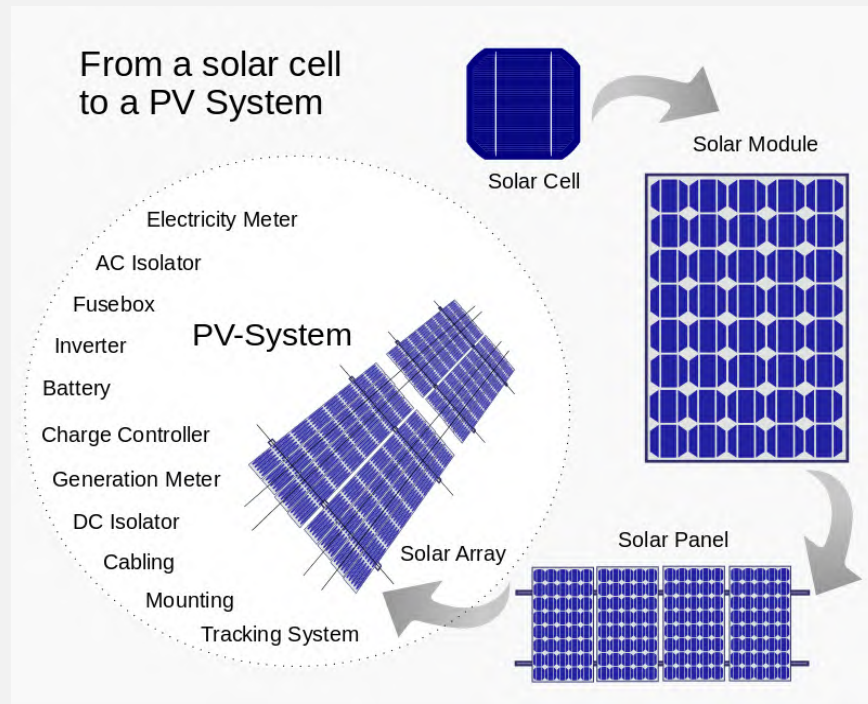 From a solar cell
to a PV System
Solar Cell
Solar Module
Electricity Meter
AC Isolator
Fusebox
PV-System
Inverter
Battery
Charge Controller
Generation Meter
DC Isolator
Cabling
Mounting
Tracking System
Solar Array
Solar Panel